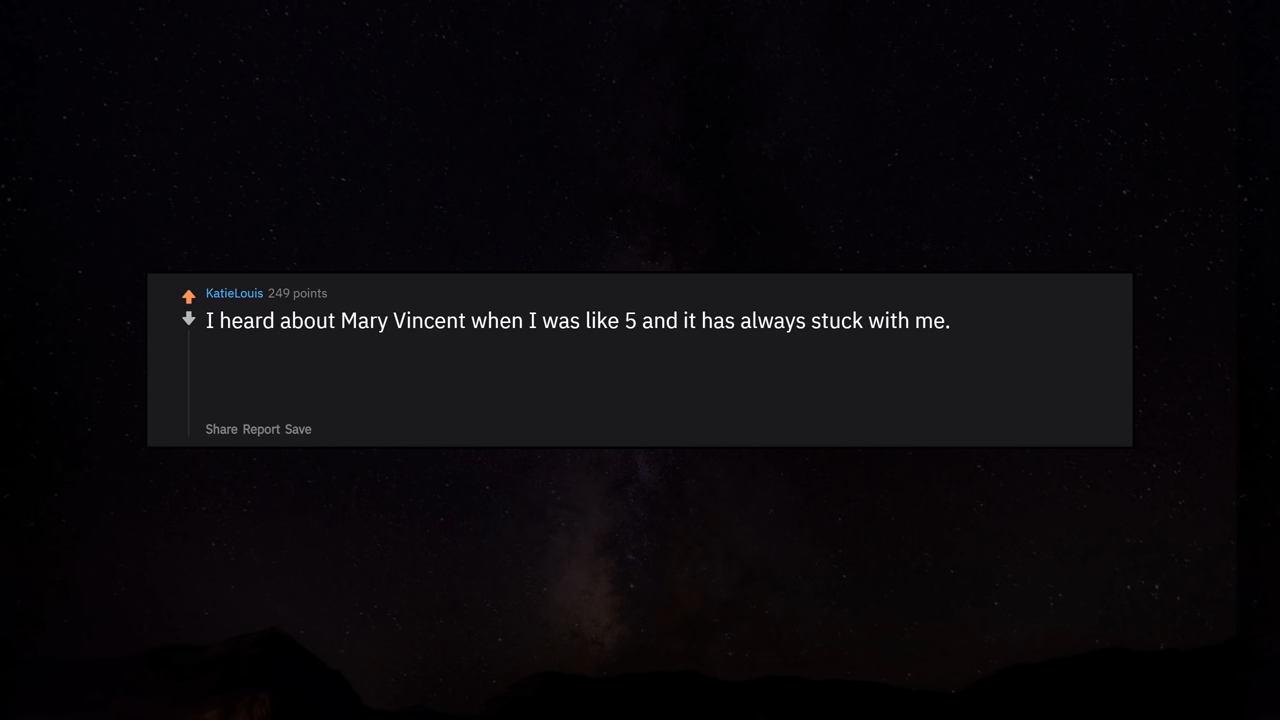 KatieLouis 249 points
I heard about Mary Vincent when I was like 5 and it has always stuck with me.
Share Report Save